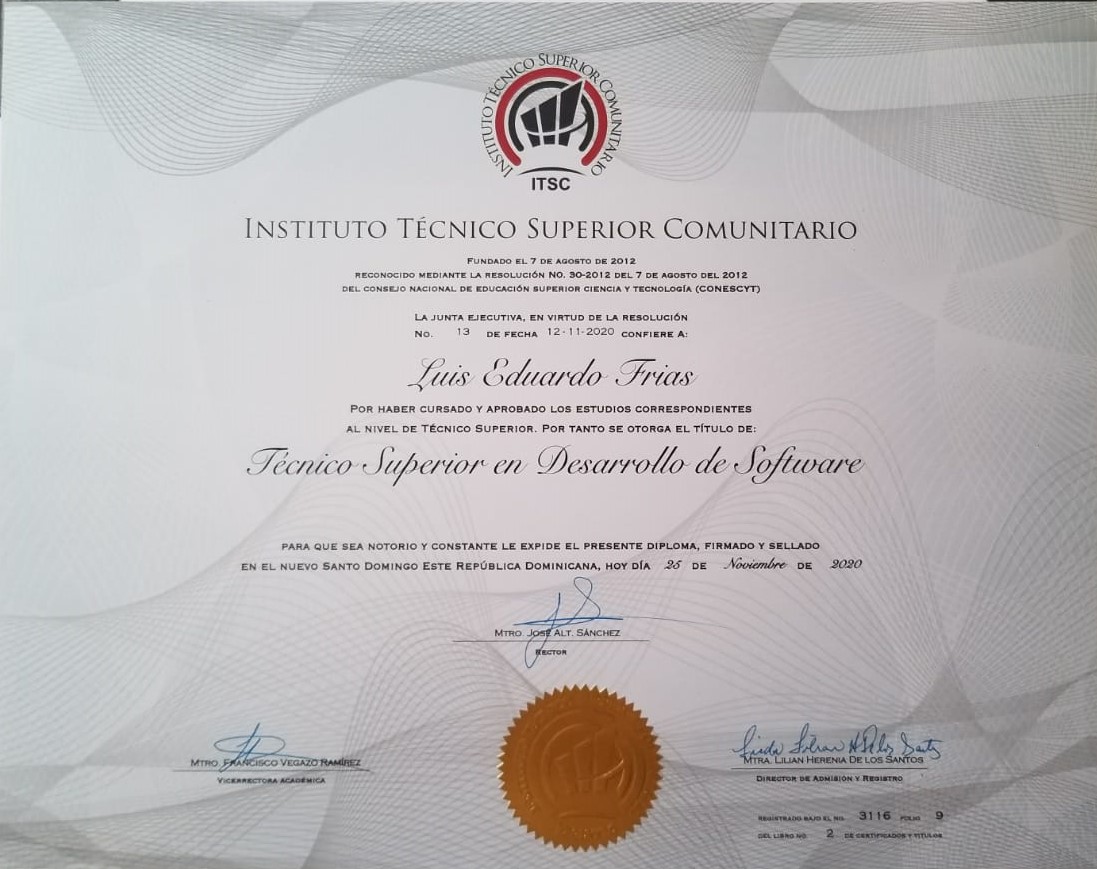 INSTITUTO TÉCNICO SUPERIOR COMUNITARIO
ITSC
INSTITUTO TÉCNICO SUPERIOR COMUNITARIO
FUNDADO EL 7 DE AGOSTO DE 2012
RECONOCIDO MEDIANTE LA RESOLUCIÓN NO. 30-2012 DEL 7 DE AGOSTO DEL 2012
DEL CONSEJO NACIONAL DE EDUCACIÓN SUPERIOR CIENCIA Y TECNOLOGÍA (CONESCYT)
LA JUNTA EJECUTIVA, EN VIRTUD DE LA RESOLUCIÓN
NO. 13 DE FECHA 12-11-2020 CONFIERE A:
Luis Eduardo Frias
POR HABER CURSADO Y APROBADO LOS ESTUDIOS CORRESPONDIENTES
AL NIVEL DE TÉCNICO SUPERIOR. POR TANTO SE OTORGA EL TÍTULO DE:
Técnico Superior en Desarrollo de Software
PARA QUE SEA NOTORIO Y CONSTANTE LE EXPIDE EL PRESENTE DIPLOMA, FIRMADO Y SELLADO
EN EL NUEVO SANTO DOMINGO ESTE REPÚBLICA DOMINICANA, HOY DÍA 25 DE Noviembre DE 2020
MTRO. JOSÉ ALT. SÁNCHEZ
RECTOR
MTRO. FRANCISCO VEGAZO RAMÍREZ
VICERRECTORA ACADÉMICA
MTRA. LILIAN HERENIA DE LOS SANTOS
DIRECTOR DE ADMISIÓN Y REGISTRO
REGISTRADO BAJO EL NO. 3116 FOLIO 9
DEL LIBRO NO. 2 DE CERTIFICADOS Y TITULOS